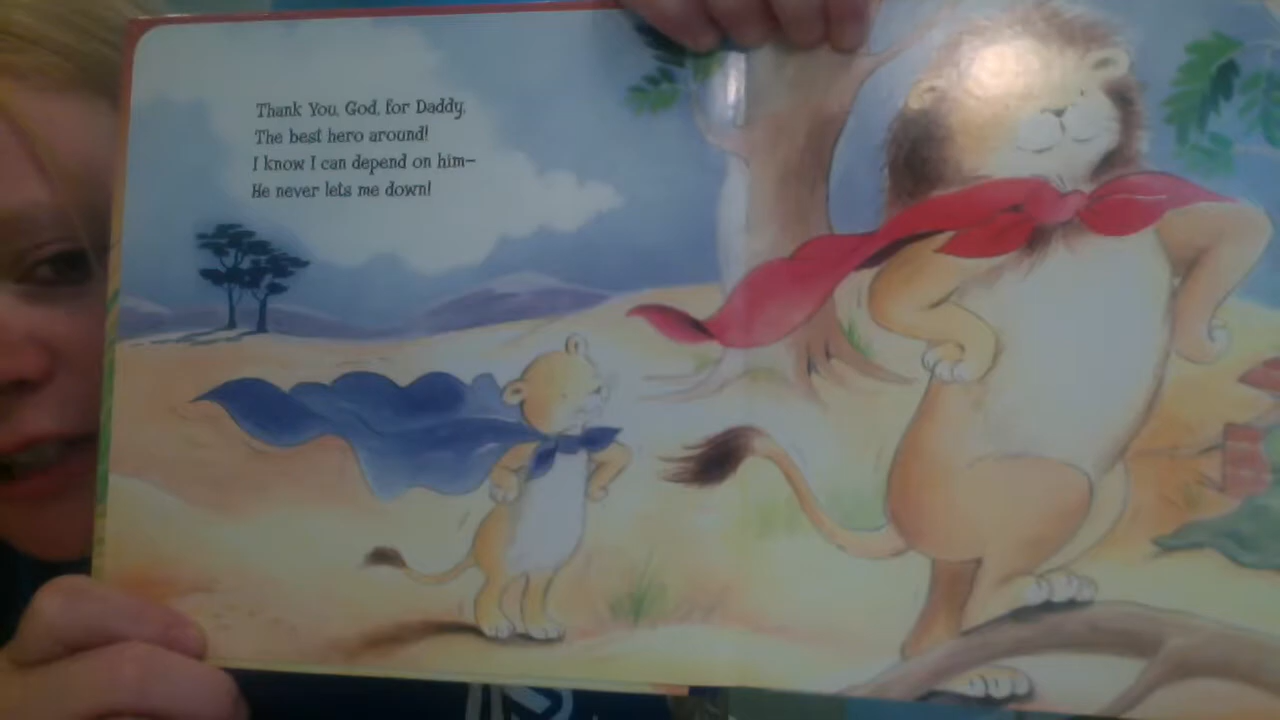 Thank You, God, for Daddy,
The best hero around!
I know I can depend on him—
He never lets me down!